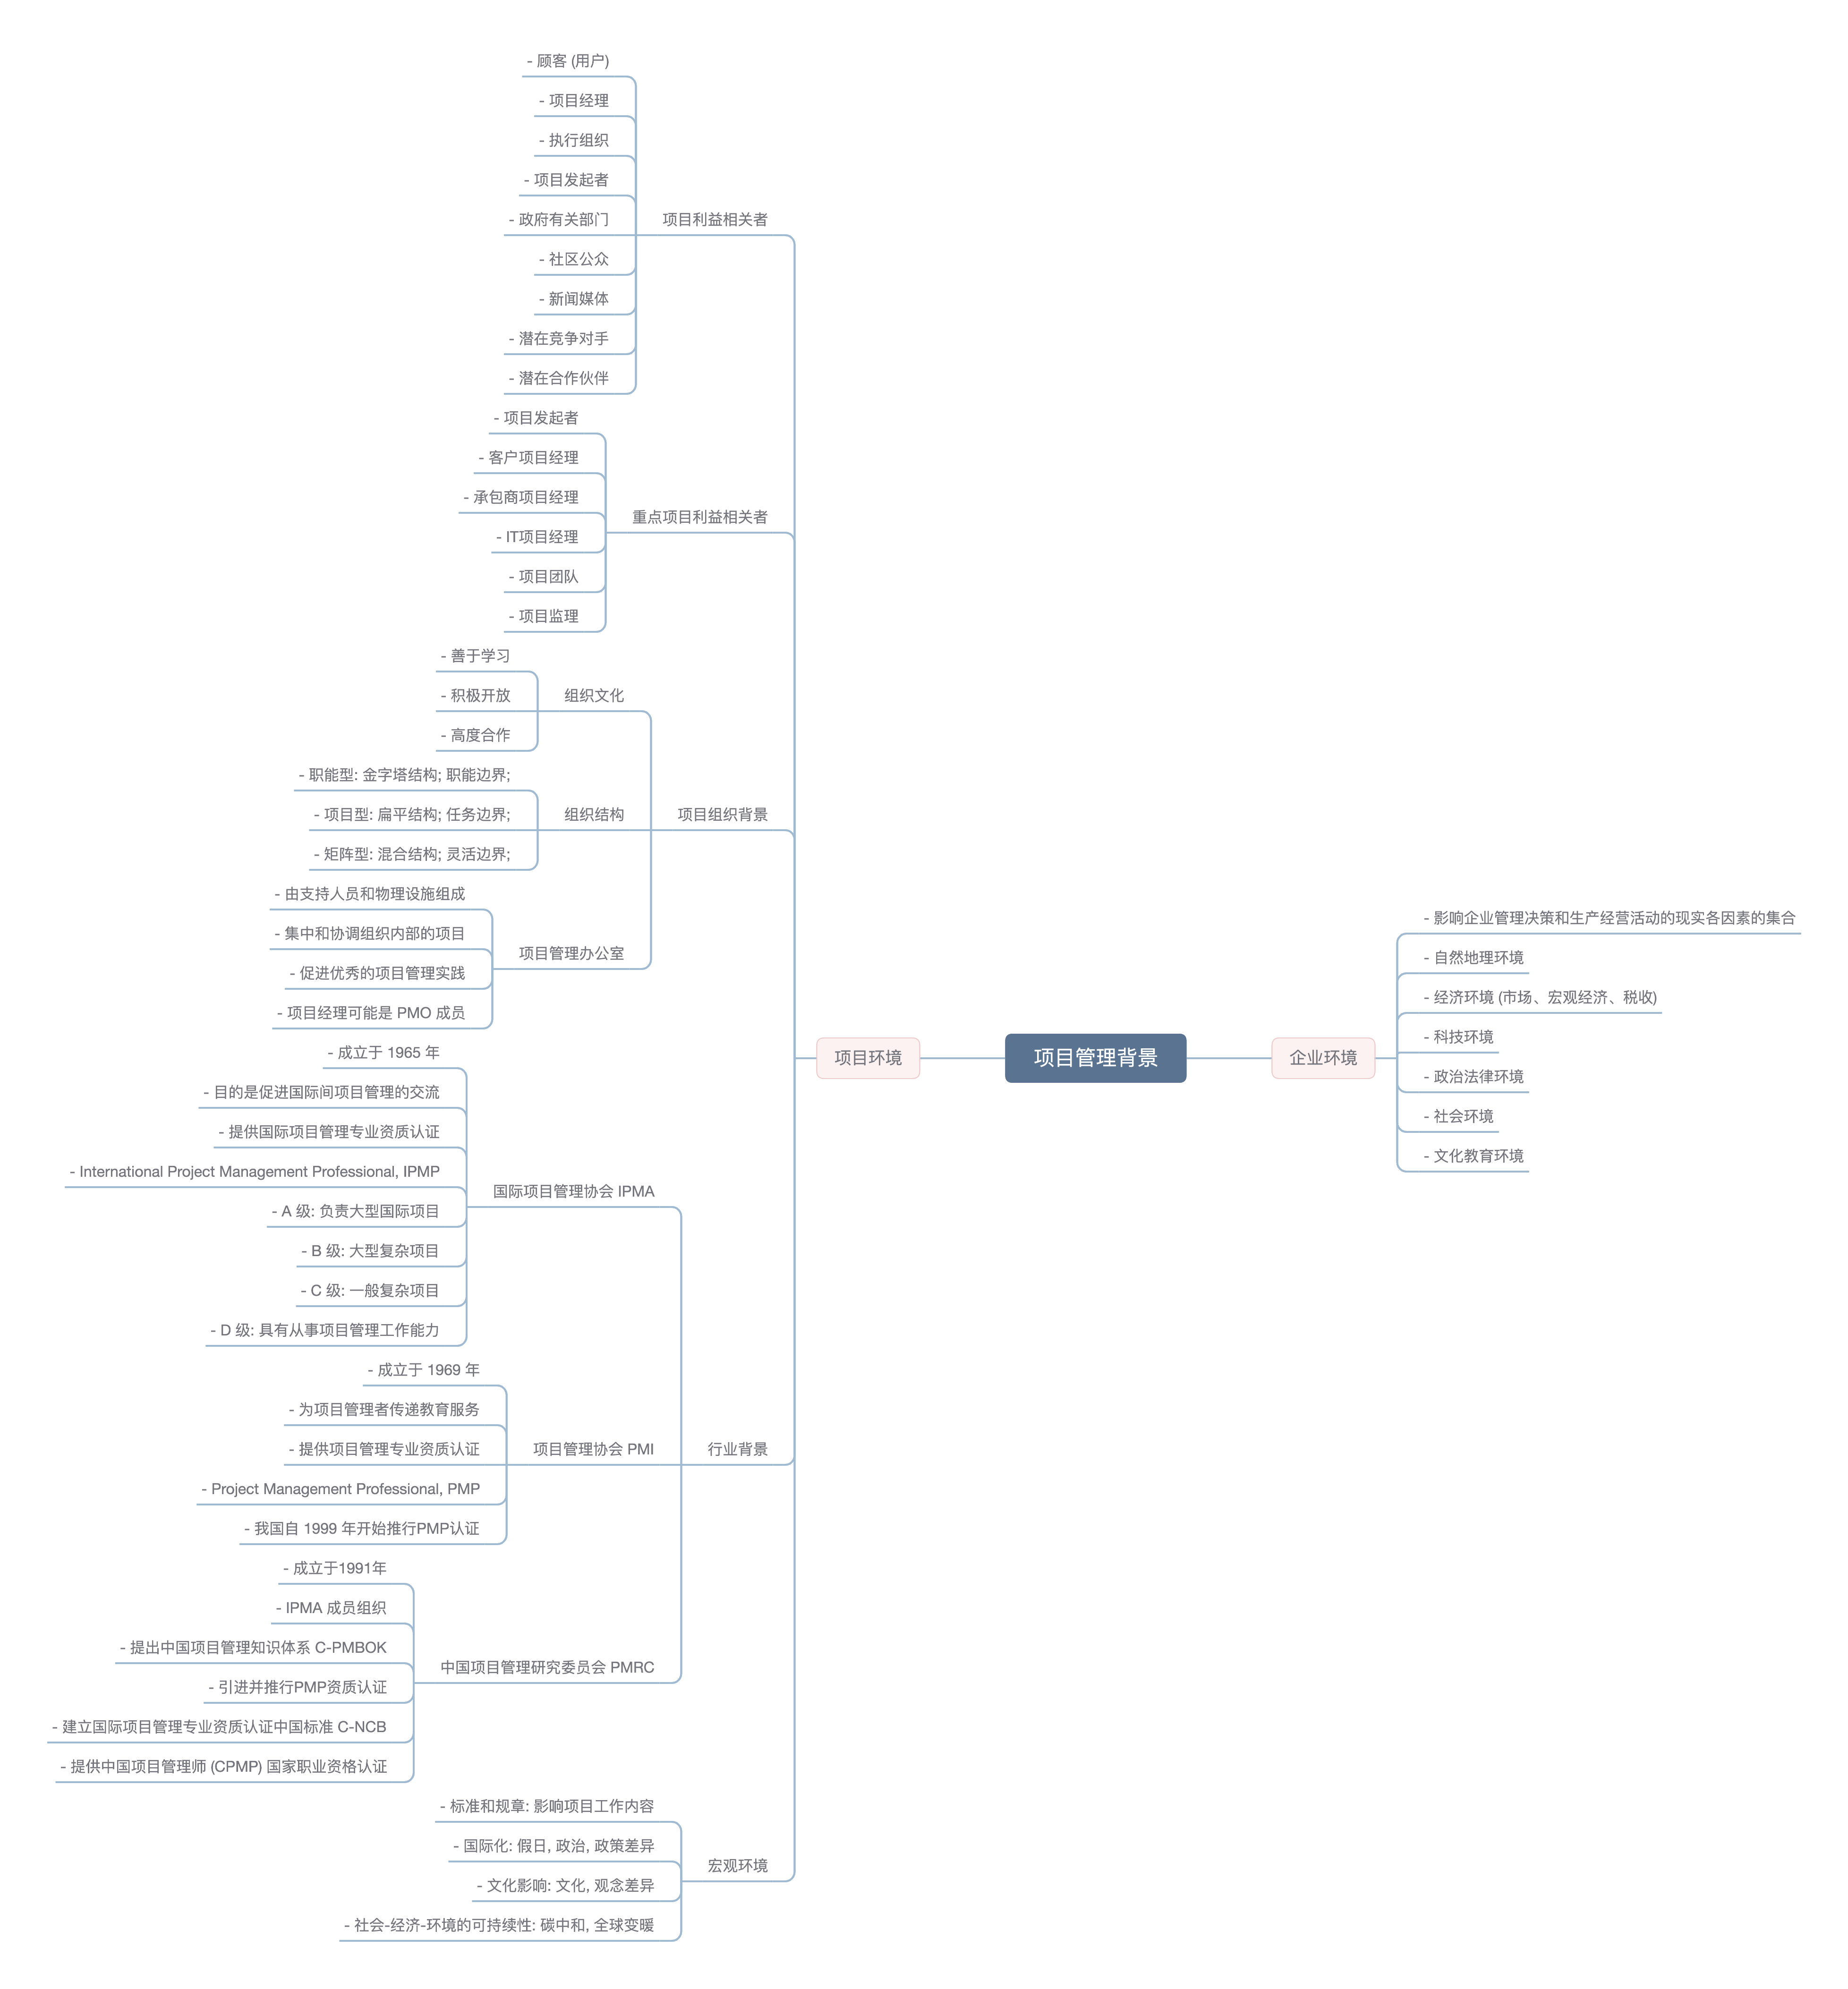 项目管理背景
项目环境
项目利益相关者
- 顾客 (用户)
- 项目经理
- 执行组织
- 项目发起者
- 政府有关部门
- 社区公众
- 新闻媒体
- 潜在竞争对手
- 潜在合作伙伴
重点项目利益相关者
- 项目发起者
- 客户项目经理
- 承包商项目经理
- IT项目经理
- 项目团队
- 项目监理
项目组织背景
组织文化
- 善于学习
- 积极开放
- 高度合作
组织结构
- 职能型: 金字塔结构; 职能边界;
- 项目型: 扁平结构; 任务边界;
- 矩阵型: 混合结构; 灵活边界;
项目管理办公室
- 由支持人员和物理设施组成
- 集中和协调组织内部的项目
- 促进优秀的项目管理实践
- 项目经理可能是 PMO 成员
行业背景
国际项目管理协会 IPMA
- 成立于 1965 年
- 目的是促进国际间项目管理的交流
- 提供国际项目管理专业资质认证
- International Project Management Professional, IPMP
- A 级: 负责大型国际项目
- B 级: 大型复杂项目
- C 级: 一般复杂项目
- D 级: 具有从事项目管理工作能力
项目管理协会 PMI
- 成立于 1969 年
- 为项目管理者传递教育服务
- 提供项目管理专业资质认证
- Project Management Professional, PMP
- 我国自 1999 年开始推行PMP认证
中国项目管理研究委员会 PMRC
- 成立于1991年
- IPMA 成员组织
- 提出中国项目管理知识体系 C-PMBOK
- 引进并推行PMP资质认证
- 建立国际项目管理专业资质认证中国标准 C-NCB
- 提供中国项目管理师 (CPMP) 国家职业资格认证
宏观环境
- 标准和规章: 影响项目工作内容
- 国际化: 假日, 政治, 政策差异
- 文化影响: 文化, 观念差异
- 社会-经济-环境的可持续性: 碳中和, 全球变暖
企业环境
- 影响企业管理决策和生产经营活动的现实各因素的集合
- 自然地理环境
- 经济环境 (市场、宏观经济、税收)
- 科技环境
- 政治法律环境
- 社会环境
- 文化教育环境